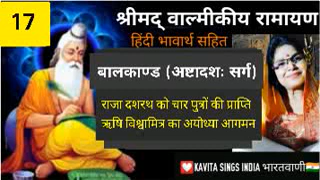 17
श्रीमद् वाल्मीकीय रामायण
हिंदी भावार्थ सहित
बालकाण्ड (अष्टादशः सर्ग)
राजा दशरथ को चार पुत्रों की प्राप्ति
ऋषि विश्वामित्र का अयोध्या आगमन
KAVITA SINGS INDIA भारतवाणी